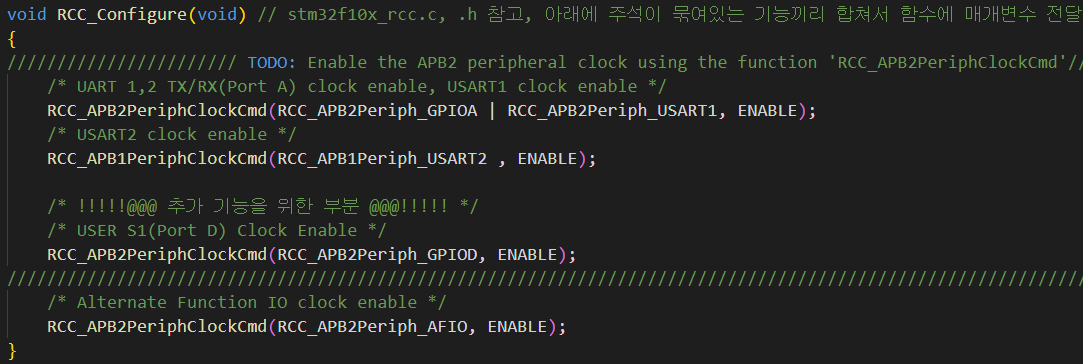 void RCC_Configure(void) // stm32f10x_rcc.c, .h 참고, 아래에 주석이 묶여있는 기능끼리 합쳐서 함수에 매개변수 전달
{
/////////////////////// TODO: Enable the APB2 peripheral clock using the function 'RCC_APB2PeriphClockCmd'//
/* UART 1,2 TX/RX(Port A) clock enable, USART1 clock enable */
RCC_APB2PeriphClockCmd(RCC_APB2Periph_GPIOA | RCC_APB2Periph_USART1, ENABLE);
/* USART2 clock enable */
RCC_APB1PeriphClockCmd(RCC_APB1Periph_USART2 , ENABLE);
/* !!!!!@@@ 추가 기능을 위한 부분 @@@!!!!! */
/* USER S1(Port D) Clock Enable */
RCC_APB2PeriphClockCmd(RCC_APB2Periph_GPIOD, ENABLE);
////////////////////////////////////////////////////////////////////////////////////////////////////////////
/* Alternate Function IO clock enable */
RCC_APB2PeriphClockCmd(RCC_APB2Periph_AFIO, ENABLE);
}